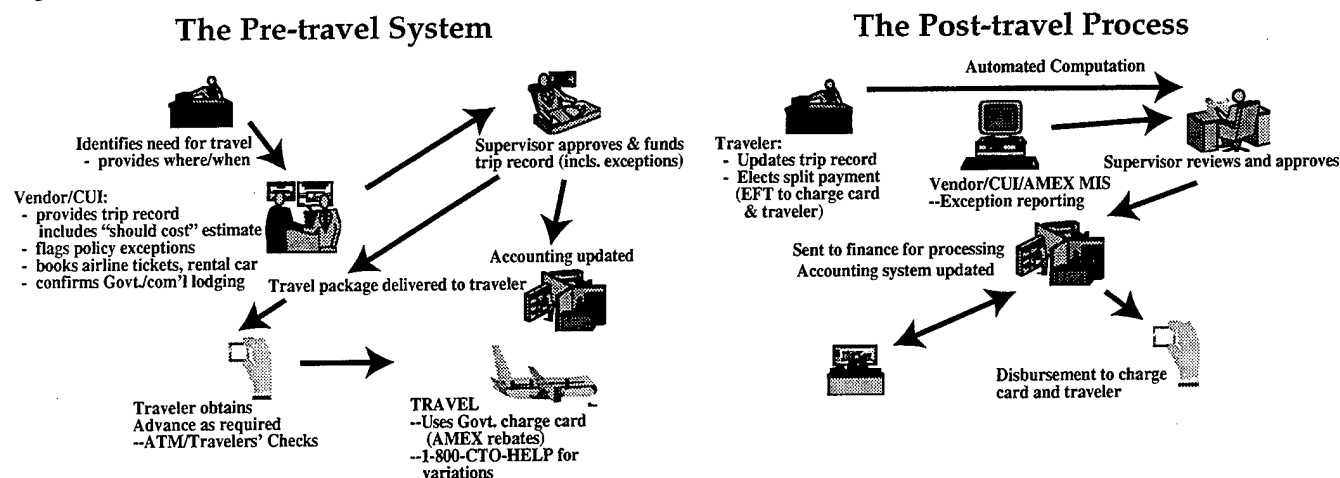 The Pre-travel System
Identifies need for travel
- provides where/when
Supervisor approves & funds
trip record (incls. exceptions)
Vendor/CUI:
- provides trip record
includes “should cost” estimate
- flags policy exceptions
- books airline tickets, rental car
- confirms Govt./com'l lodging
Accounting updated
Travel package delivered to traveler
Traveler obtains
Advance as required
--ATM/Travelers' Checks
TRAVEL
--Uses Govt. charge card
(AMEX rebates)
--1-800-CTO-HELP for
variations
The Post-travel Process
Automated Computation
Traveler:
- Updates trip record
- Elects split payment
(EFT to charge card
& traveler)
Vendor/CUI/AMEX MIS
--Exception reporting
Supervisor reviews and approves
Sent to finance for processing
Accounting system updated
Disbursement to charge
card and traveler